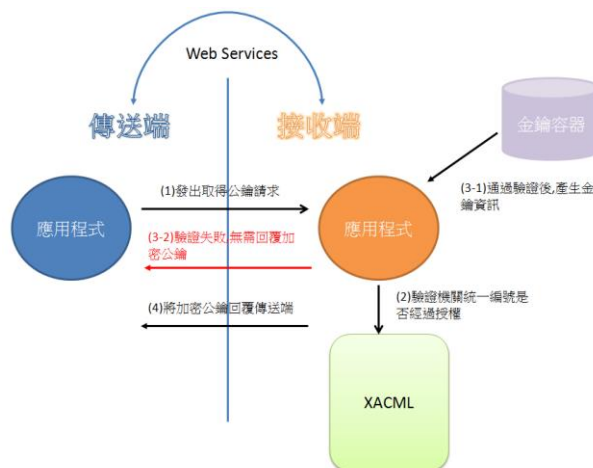 Web Services
傳送端
接收端
金鑰容器
(1)發出取得公鑰請求
(3-1)通過驗證後,產生金
鑰資訊
應用程式
應用程式
(3-2)驗証失敗,無需回覆加
密公鑰
(4)將加密公鑰回覆傳送端
(2)驗證機關統一編號是
否經過授權
XACML